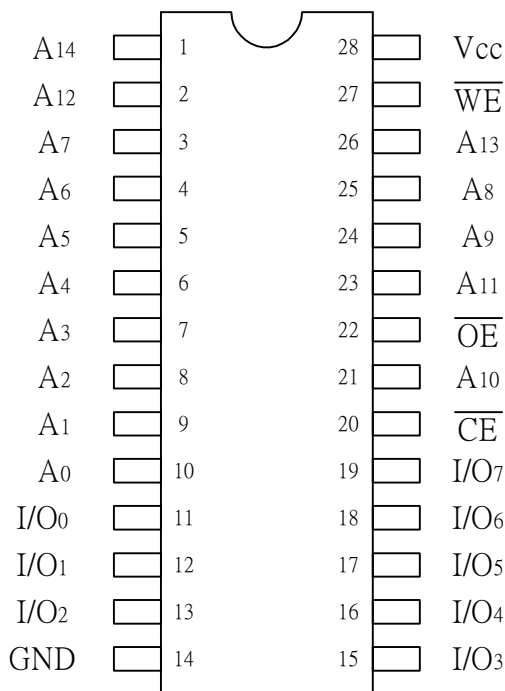 A14 1 28 Vcc
A12 2 27 WE
A7 3 26 A13
A6 4 25 A8
A5 5 24 A9
A4 6 23 A11
A3 7 22 OE
A2 8 21 A10
A1 9 20 CE
A0 10 19 I/O7
I/O0 11 18 I/O6
I/O1 12 17 I/O5
I/O2 13 16 I/O4
GND 14 15 I/O3